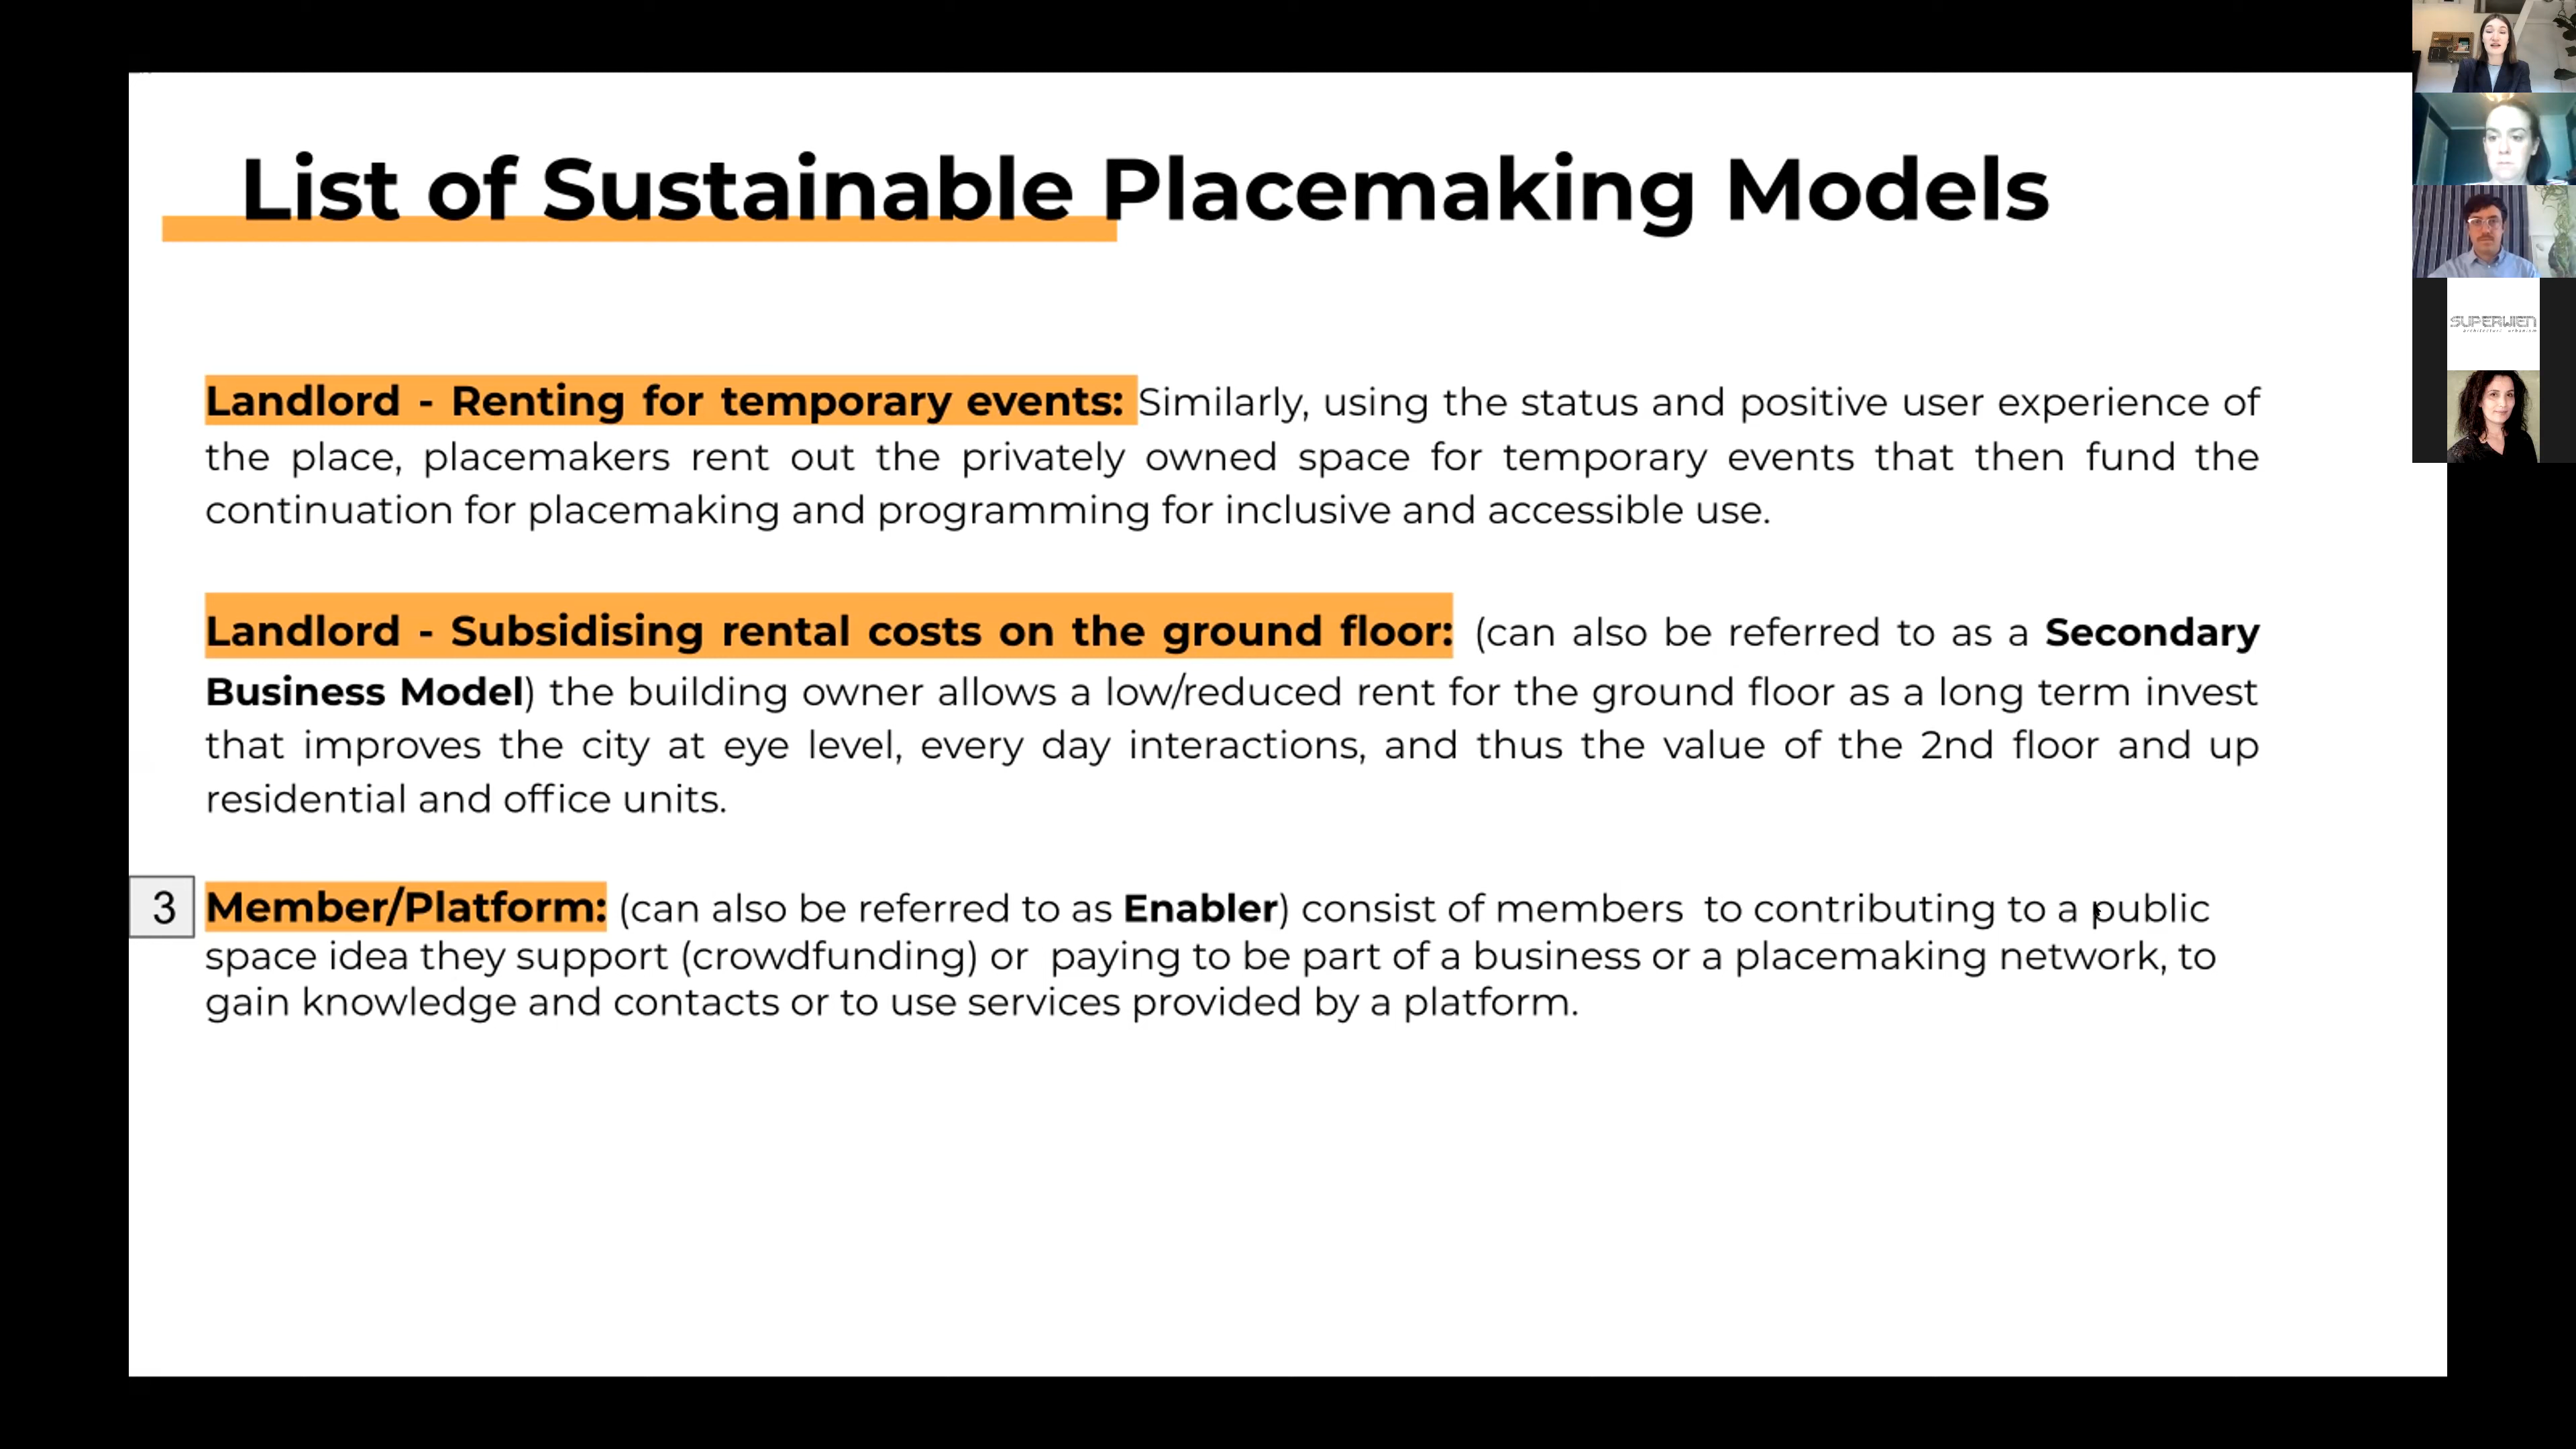 List of Sustainable Placemaking Models
Landlord - Renting for temporary events: Similarly, using the status and positive user experience of
the place, placemakers rent out the privately owned space for temporary events that then fund the
continuation for placemaking and programming for inclusive and accessible use.
Landlord - Subsidising rental costs on the ground floor: (can also be referred to as a Secondary
Business Model) the building owner allows a low/reduced rent for the ground floor as a long term invest
that improves the city at eye level, every day interactions, and thus the value of the 2nd floor and up
residential and office units.
3 Member/Platform: (can also be referred to as Enabler) consist of members to contributing to a public
space idea they support (crowdfunding) or paying to be part of a business or a placemaking network, to
gain knowledge and contacts or to use services provided by a platform.
SUPERWIEN
architecture urbanism